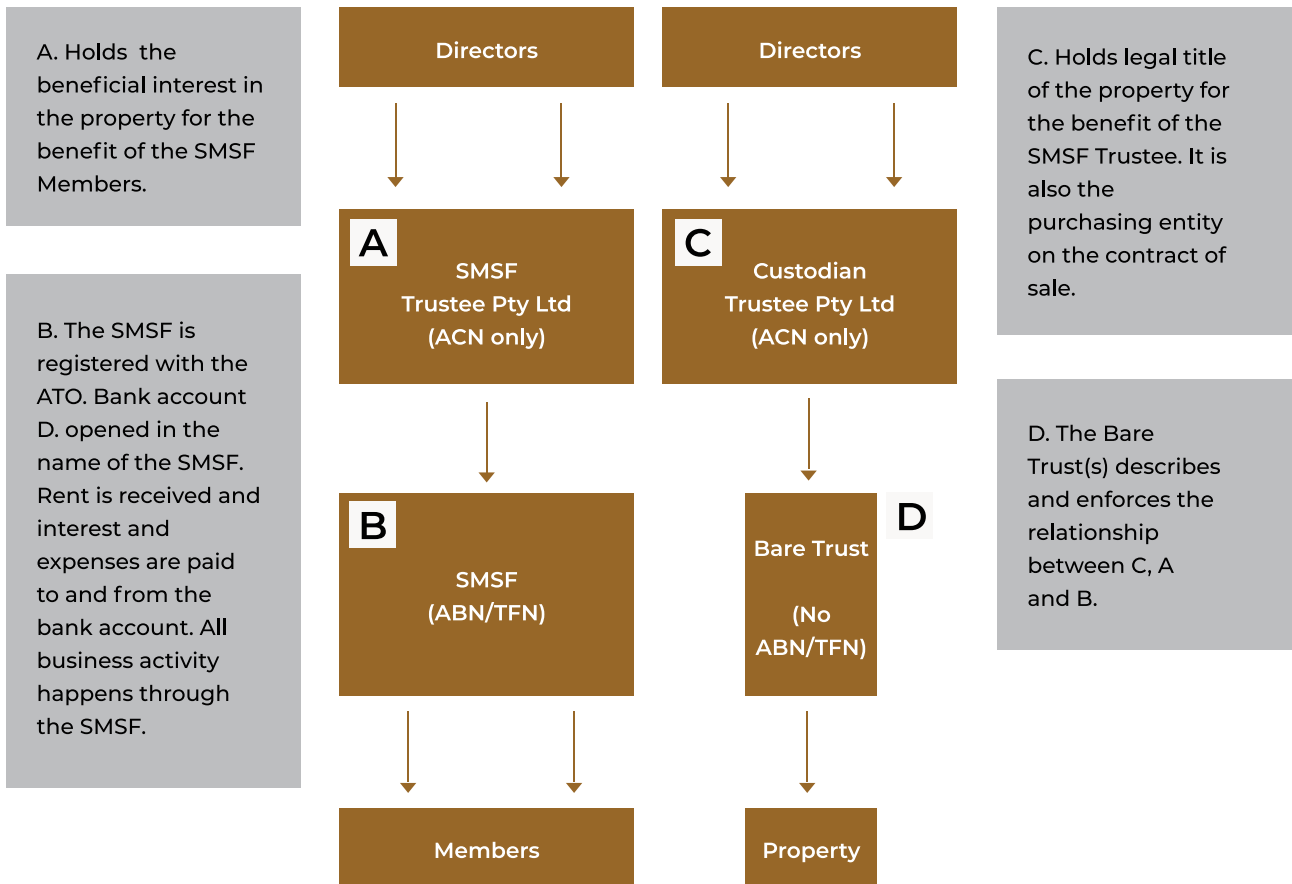 A. Holds the
beneficial interest in
the property for the
benefit of the SMSF
Members.
B. The SMSF is
registered with the
ATO. Bank account
D. opened in the
name of the SMSF.
Rent is received and
interest and
expenses are paid
to and from the
bank account. All
business activity
happens through
the SMSF.
Directors
A
SMSF
Trustee Pty Ltd
(ACN only)
B
SMSF
(ABN/TFN)
Members
Directors
C
Custodian
Trustee Pty Ltd
(ACN only)
D
Bare Trust
(No
ABN/TFN)
Property
C. Holds legal title
of the property for
the benefit of the
SMSF Trustee. It is
also the
purchasing entity
on the contract of
sale.
D. The Bare
Trust(s) describes
and enforces the
relationship
between C, A
and B.